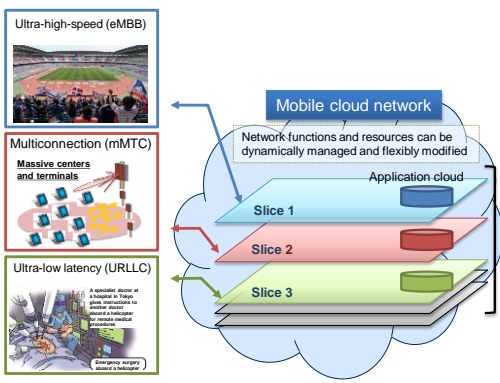 Ultra-high-speed (eMBB)
Multiconnection (mMTC)
Massive centers
and terminals
Ultra-low latency (URLLC)
A specialist doctor at
a hospital in Tokyo
gives instructions to
another doctor
aboard a helicopter
for remote medical
procedures
Emergency surgery
aboard a helicopter
Mobile cloud network
Network functions and resources can be
dynamically managed and flexibly modified
Application cloud
Slice 1
Slice 2
Slice 3